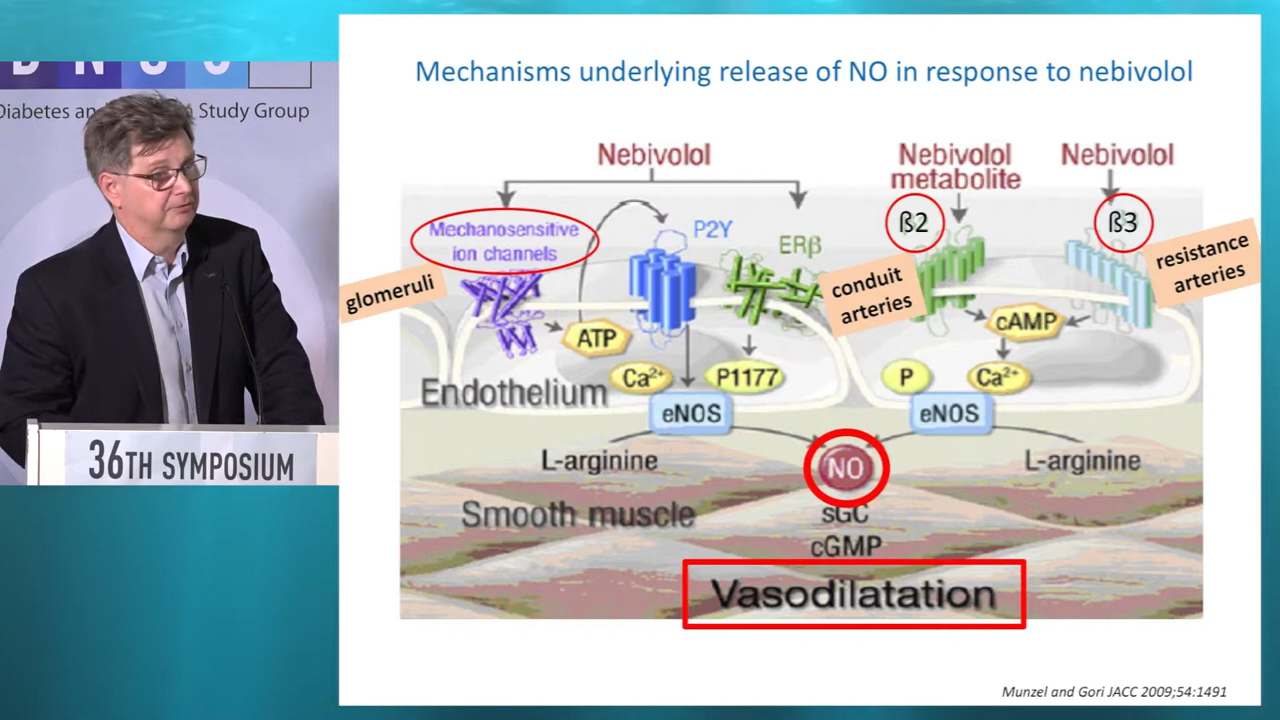 D N
Diabetes an
Study Group
36TH SYMPOSIUM
Mechanisms underlying release of NO in response to nebivolol
Nebivolol
Nebivolol
metabolite
Nebivolol
Mechanosensitive
ion channels
P2Y
ERβ
ß2
ß3
glomeruli
conduit
arteries
resistance
arteries
ATP
cAMP
Ca²⁺
P1177
P
Ca²⁺
Endothelium
eNOS
eNOS
L-arginine
NO
L-arginine
Smooth muscle
sGC
cGMP
Vasodilatation
Munzel and Gori JACC 2009;54:1491